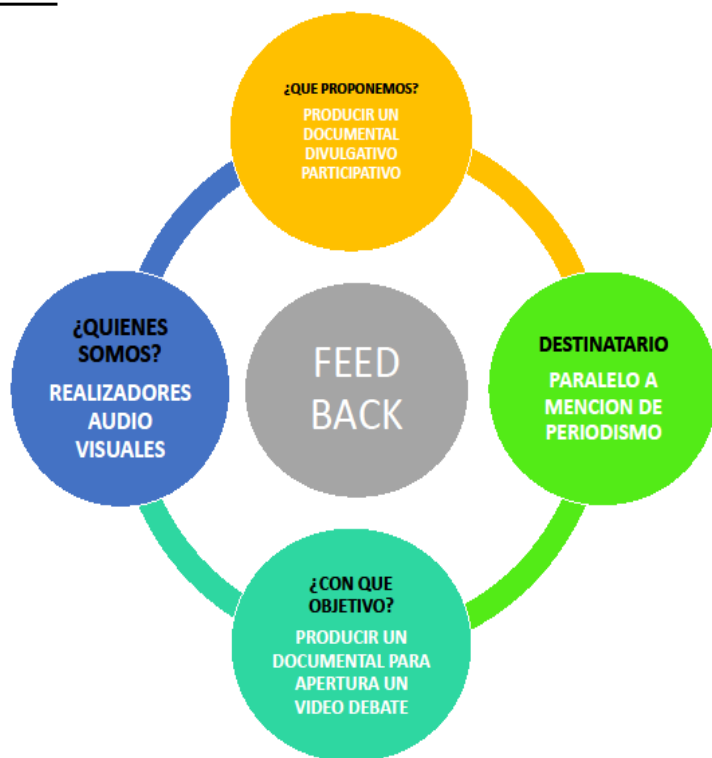 ¿QUE PROPONEMOS?
PRODUCIR UN
DOCUMENTAL
DIVULGATIVO
PARTICIPATIVO
¿QUIENES
SOMOS?
REALIZADORES
AUDIO
VISUALES
FEED
BACK
DESTINATARIO
PARALELO A
MENCION DE
PERIODISMO
¿CON QUE
OBJETIVO?
PRODUCIR UN
DOCUMENTAL PARA
APERTURA UN
VIDEO DEBATE